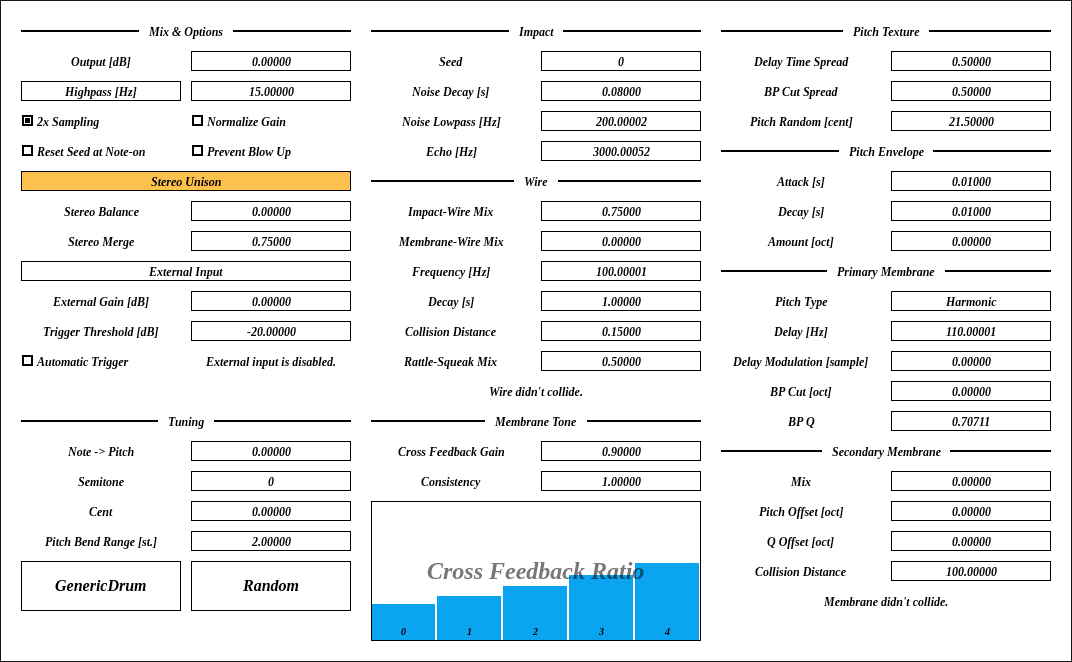 Mix & Options
Output [dB] 0.00000
Highpass [Hz] 15.00000
2x Sampling Normalize Gain
Reset Seed at Note-on Prevent Blow Up
Stereo Unison
Stereo Balance 0.00000
Stereo Merge 0.75000
External Input
External Gain [dB] 0.00000
Trigger Threshold [dB] -20.00000
Automatic Trigger External input is disabled.
Tuning
Note -> Pitch 0.00000
Semitone 0
Cent 0.00000
Pitch Bend Range [st.] 2.00000
GenericDrum Random
Impact
Seed 0
Noise Decay [s] 0.08000
Noise Lowpass [Hz] 200.00002
Echo [Hz] 3000.00052
Wire
Impact-Wire Mix 0.75000
Membrane-Wire Mix 0.00000
Frequency [Hz] 100.00001
Decay [s] 1.00000
Collision Distance 0.15000
Rattle-Squeak Mix 0.50000
Wire didn't collide.
Membrane Tone
Cross Feedback Gain 0.90000
Consistency 1.00000
Cross Feedback Ratio
0 1 2 3 4
Pitch Texture
Delay Time Spread 0.50000
BP Cut Spread 0.50000
Pitch Random [cent] 21.50000
Pitch Envelope
Attack [s] 0.01000
Decay [s] 0.01000
Amount [oct] 0.00000
Primary Membrane
Pitch Type Harmonic
Delay [Hz] 110.00001
Delay Modulation [sample] 0.00000
BP Cut [oct] 0.00000
BP Q 0.70711
Secondary Membrane
Mix 0.00000
Pitch Offset [oct] 0.00000
Q Offset [oct] 0.00000
Collision Distance 100.00000
Membrane didn't collide.